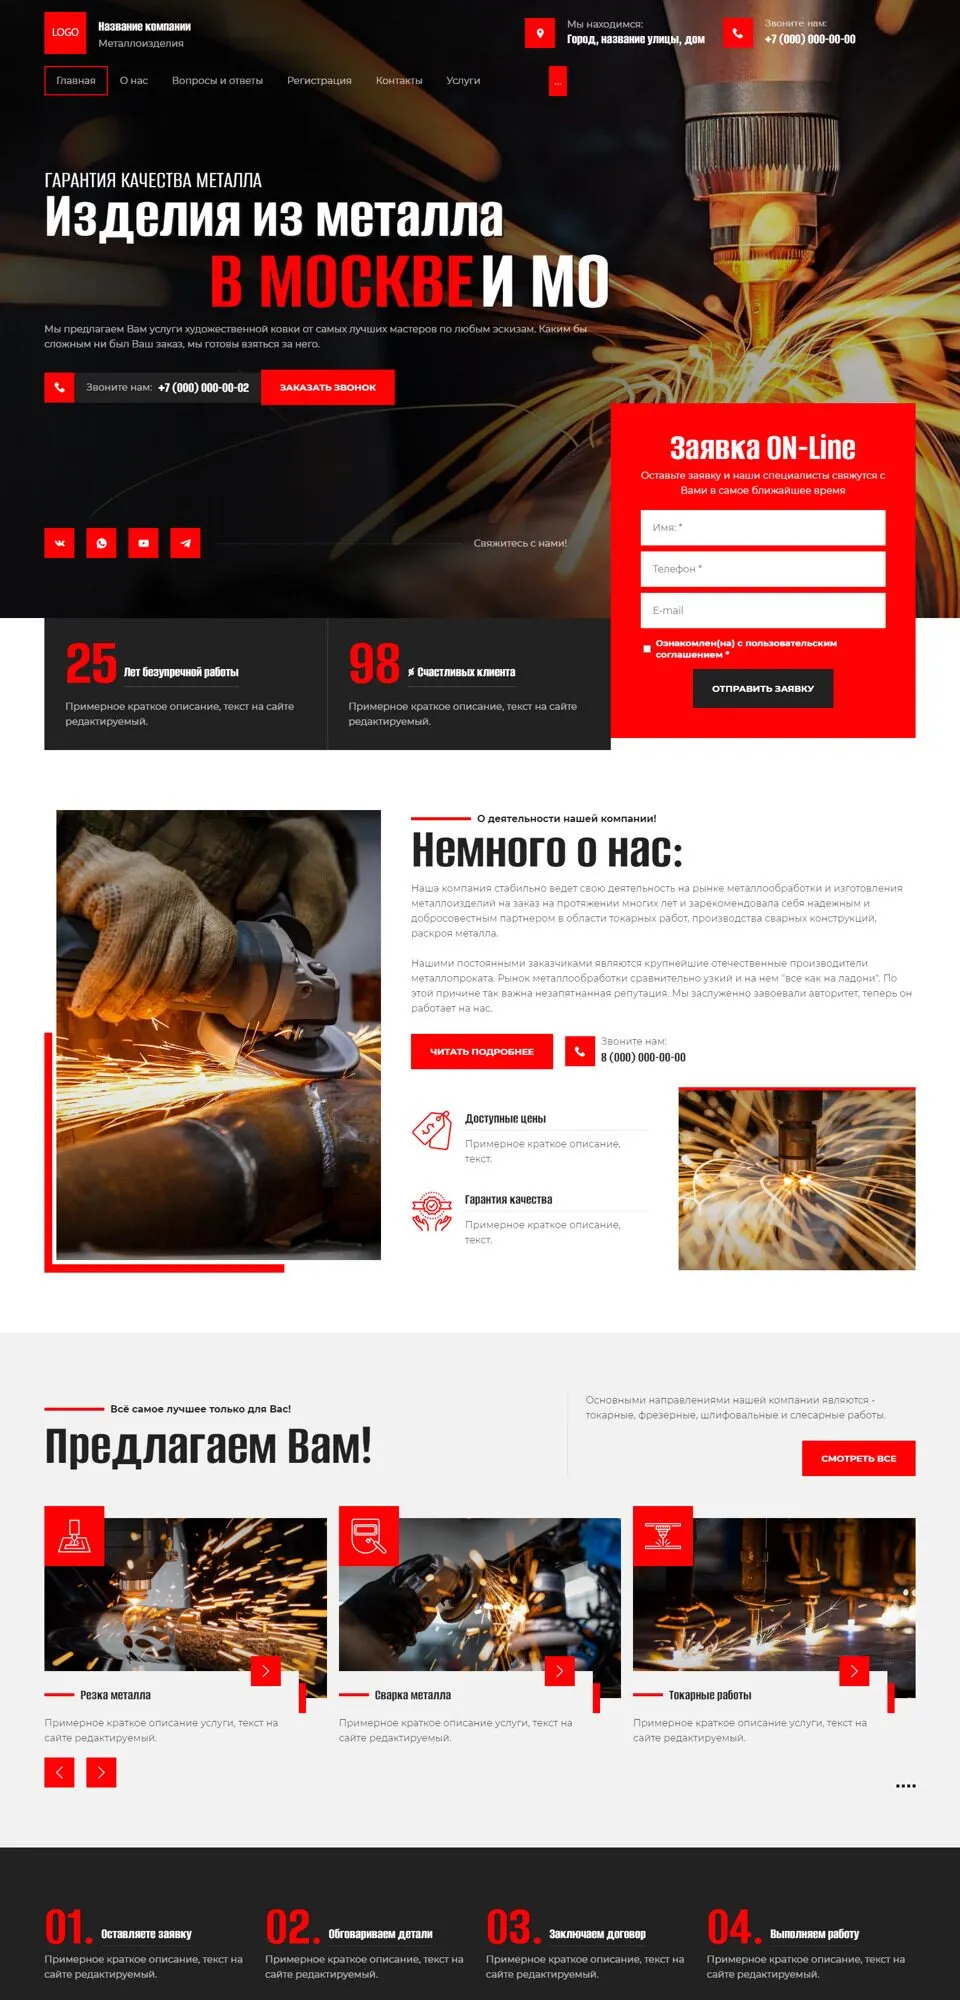 LOGO
Название компании
Металлоизделия
Мы находимся:
Город, название улицы, дом
Звоните нам:
+7 (000) 000-00-00
Главная
О нас
Вопросы и ответы
Регистрация
Контакты
Услуги
...
ГАРАНТИЯ КАЧЕСТВА МЕТАЛЛА
Изделия из металла
В МОСКВЕ И МО
Мы предлагаем Вам услуги художественной ковки от самых лучших мастеров по любым эскизам. Каким бы
сложным ни был Ваш заказ, мы готовы взяться за него.
Звоните нам: +7 (000) 000-00-02
ЗАКАЗАТЬ ЗВОНОК
Свяжитесь с нами!
Заявка ON-Line
Оставьте заявку и наши специалисты свяжутся с
Вами в самое ближайшее время
Имя: *
Телефон *
E-mail
Ознакомлен(на) с пользовательским
соглашением *
ОТПРАВИТЬ ЗАЯВКУ
25 Лет безупречной работы
Примерное краткое описание, текст на сайте
редактируемый.
98 Счастливых клиента
Примерное краткое описание, текст на сайте
редактируемый.
О деятельности нашей компании!
Немного о нас:
Наша компания стабильно ведет свою деятельность на рынке металлообработки и изготовления
металлоизделий на заказ на протяжении многих лет и зарекомендовала себя надежным и
добросовестным партнером в области токарных работ, производства сварных конструкций,
раскроя металла.
Нашими постоянными заказчиками являются крупнейшие отечественные производители
металлопроката. Рынок металлообработки сравнительно узкий и на нем "все как на ладони". По
этой причине так важна незапятнанная репутация. Мы заслуженно завоевали авторитет, теперь он
работает на нас.
ЧИТАТЬ ПОДРОБНЕЕ
Звоните нам:
8 (000) 000-00-00
Доступные цены
Примерное краткое описание,
текст.
Гарантия качества
Примерное краткое описание,
текст.
Всё самое лучшее только для Вас!
Предлагаем Вам!
Основными направлениями нашей компании являются -
токарные, фрезерные, шлифовальные и слесарные работы.
СМОТРЕТЬ ВСЕ
Резка металла
Примерное краткое описание услуги, текст на
сайте редактируемый.
Сварка металла
Примерное краткое описание услуги, текст на
сайте редактируемый.
Токарные работы
Примерное краткое описание услуги, текст на
сайте редактируемый.
01. Оставляете заявку
Примерное краткое описание, текст на
сайте редактируемый.
02. Обговариваем детали
Примерное краткое описание, текст на
сайте редактируемый.
03. Заключаем договор
Примерное краткое описание, текст на
сайте редактируемый.
04. Выполняем работу
Примерное краткое описание, текст на
сайте редактируемый.